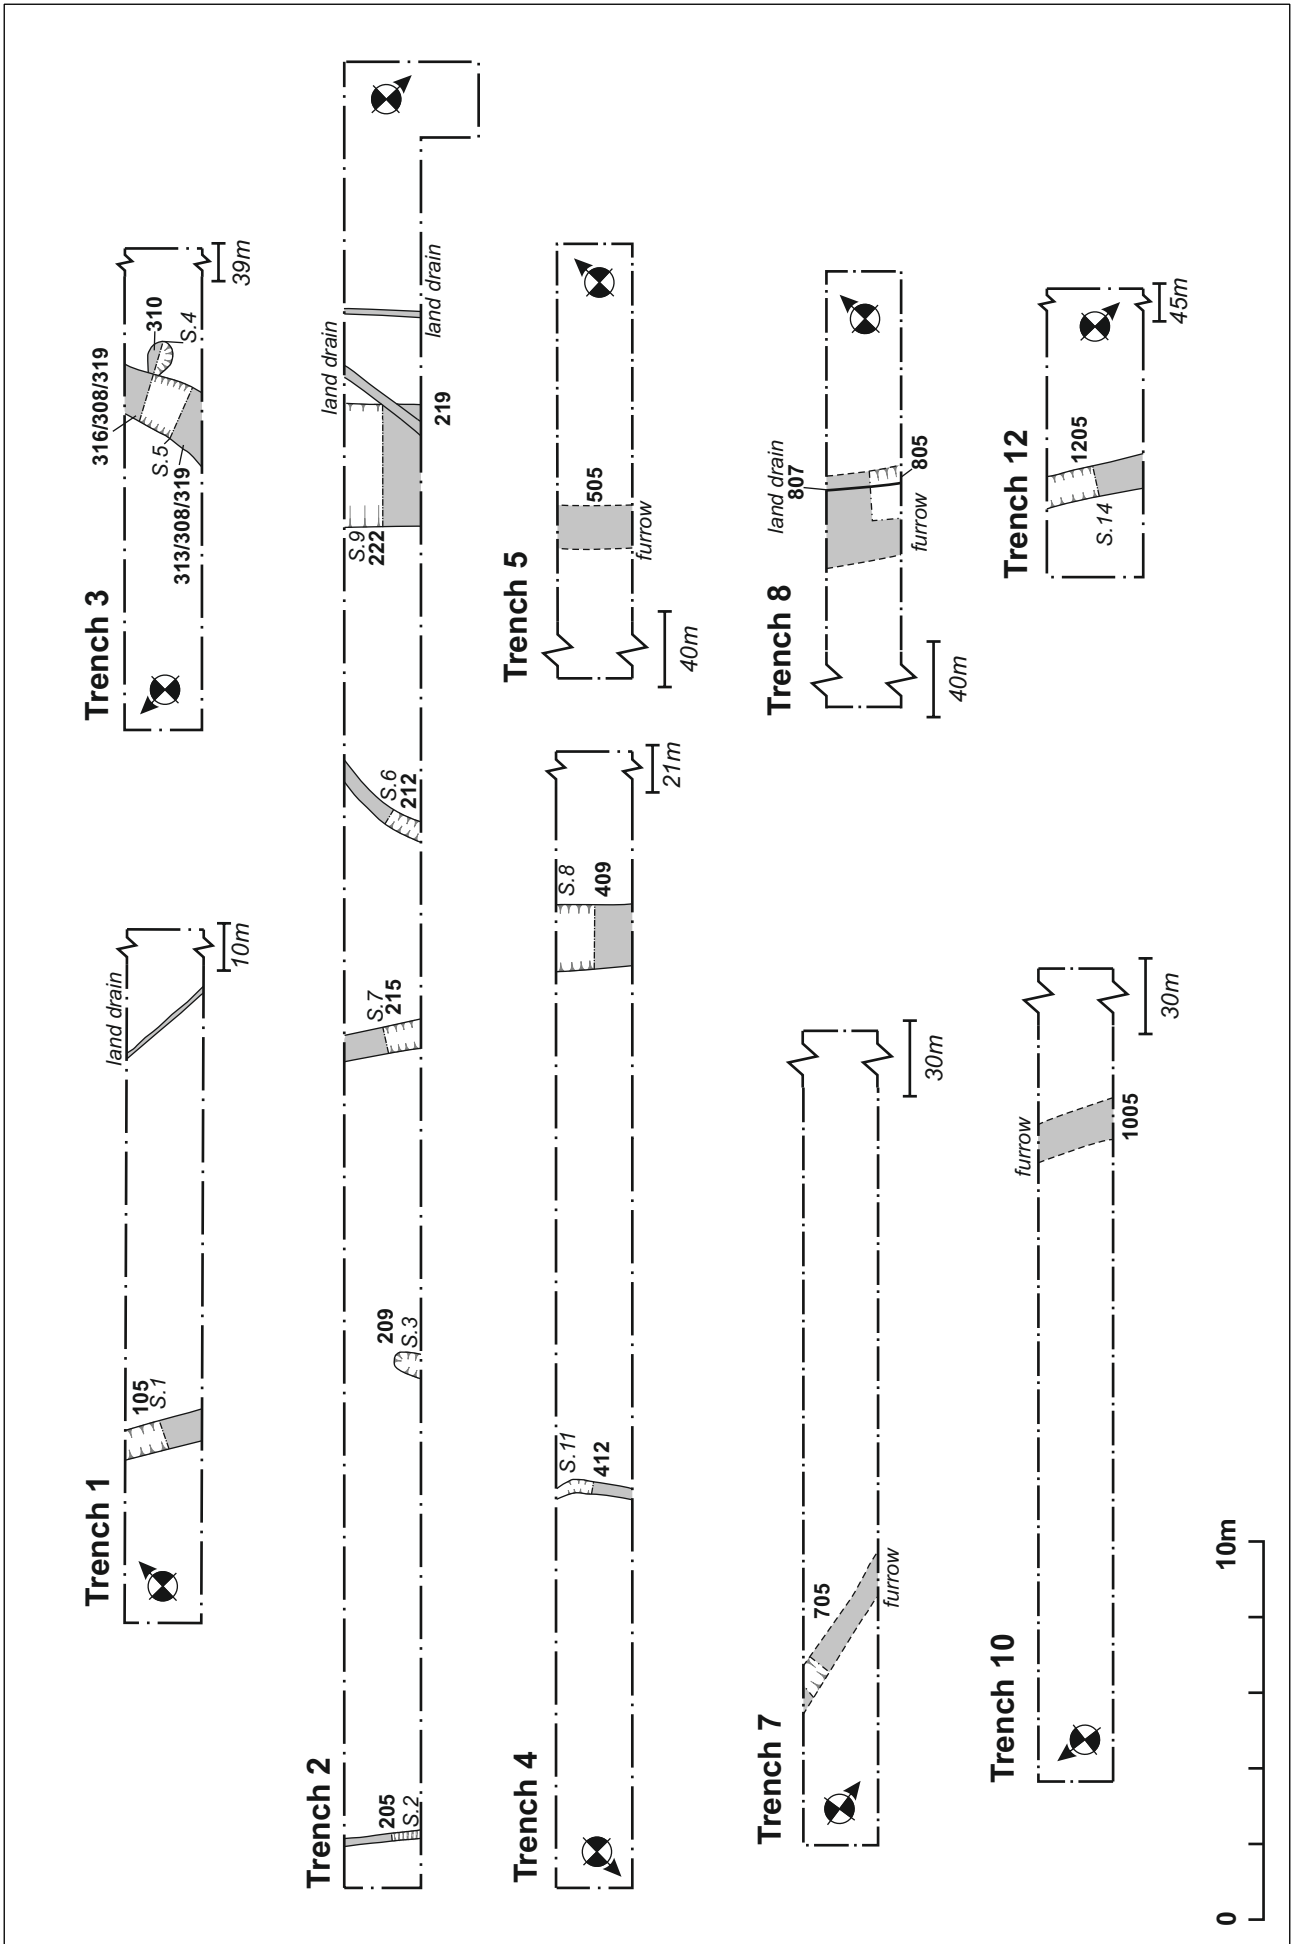 Trench 1
105
S.1
land drain
10m
Trench 3
316/308/319
S.5
313/308/319
310
S.4
39m
Trench 2
205
S.2
209
S.3
S.7
215
S.6
212
S.9
222
land drain
219
land drain
Trench 4
S.11
412
S.8
409
21m
Trench 5
505
furrow
40m
Trench 7
705
furrow
30m
Trench 8
land drain
807
805
furrow
40m
Trench 10
furrow
1005
30m
Trench 12
1205
S.14
45m
0
10m